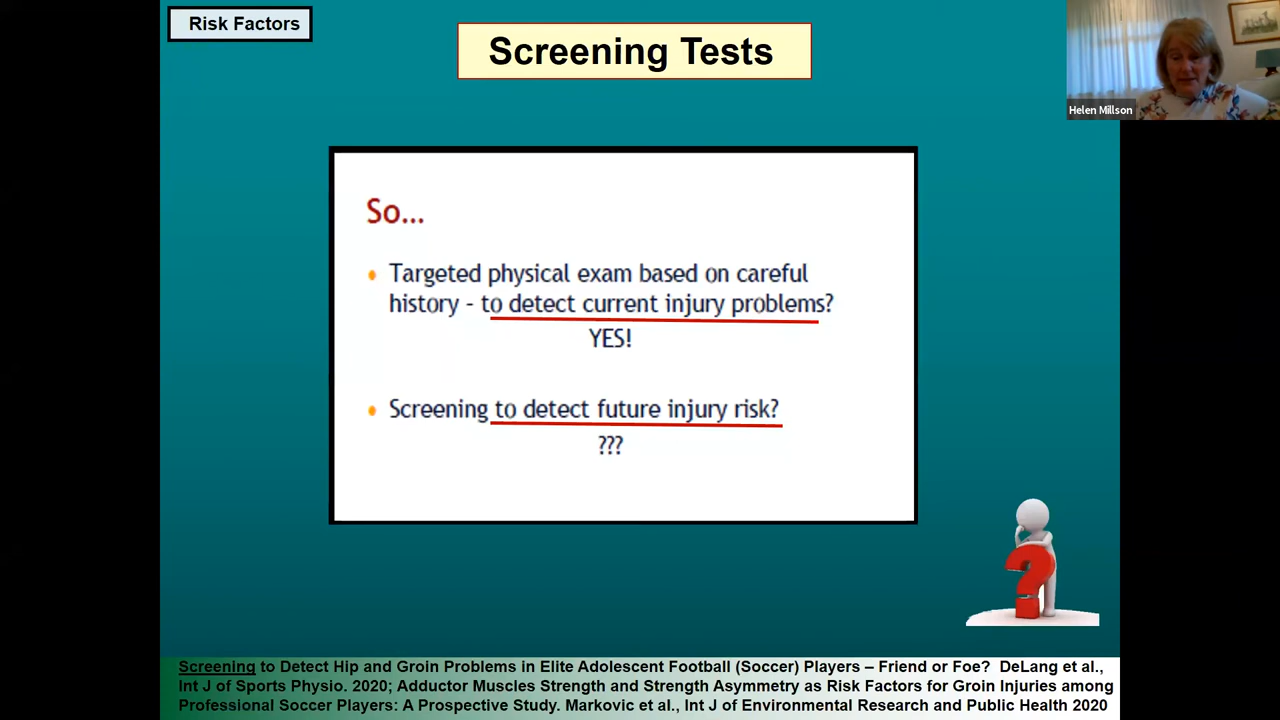 Risk Factors
Screening Tests
Helen Millson
So...
• Targeted physical exam based on careful
history - to detect current injury problems?
YES!
• Screening to detect future injury risk?
???
Screening to Detect Hip and Groin Problems in Elite Adolescent Football (Soccer) Players – Friend or Foe? DeLang et al.,
Int J of Sports Physio. 2020; Adductor Muscles Strength and Strength Asymmetry as Risk Factors for Groin Injuries among
Professional Soccer Players: A Prospective Study. Markovic et al., Int J of Environmental Research and Public Health 2020